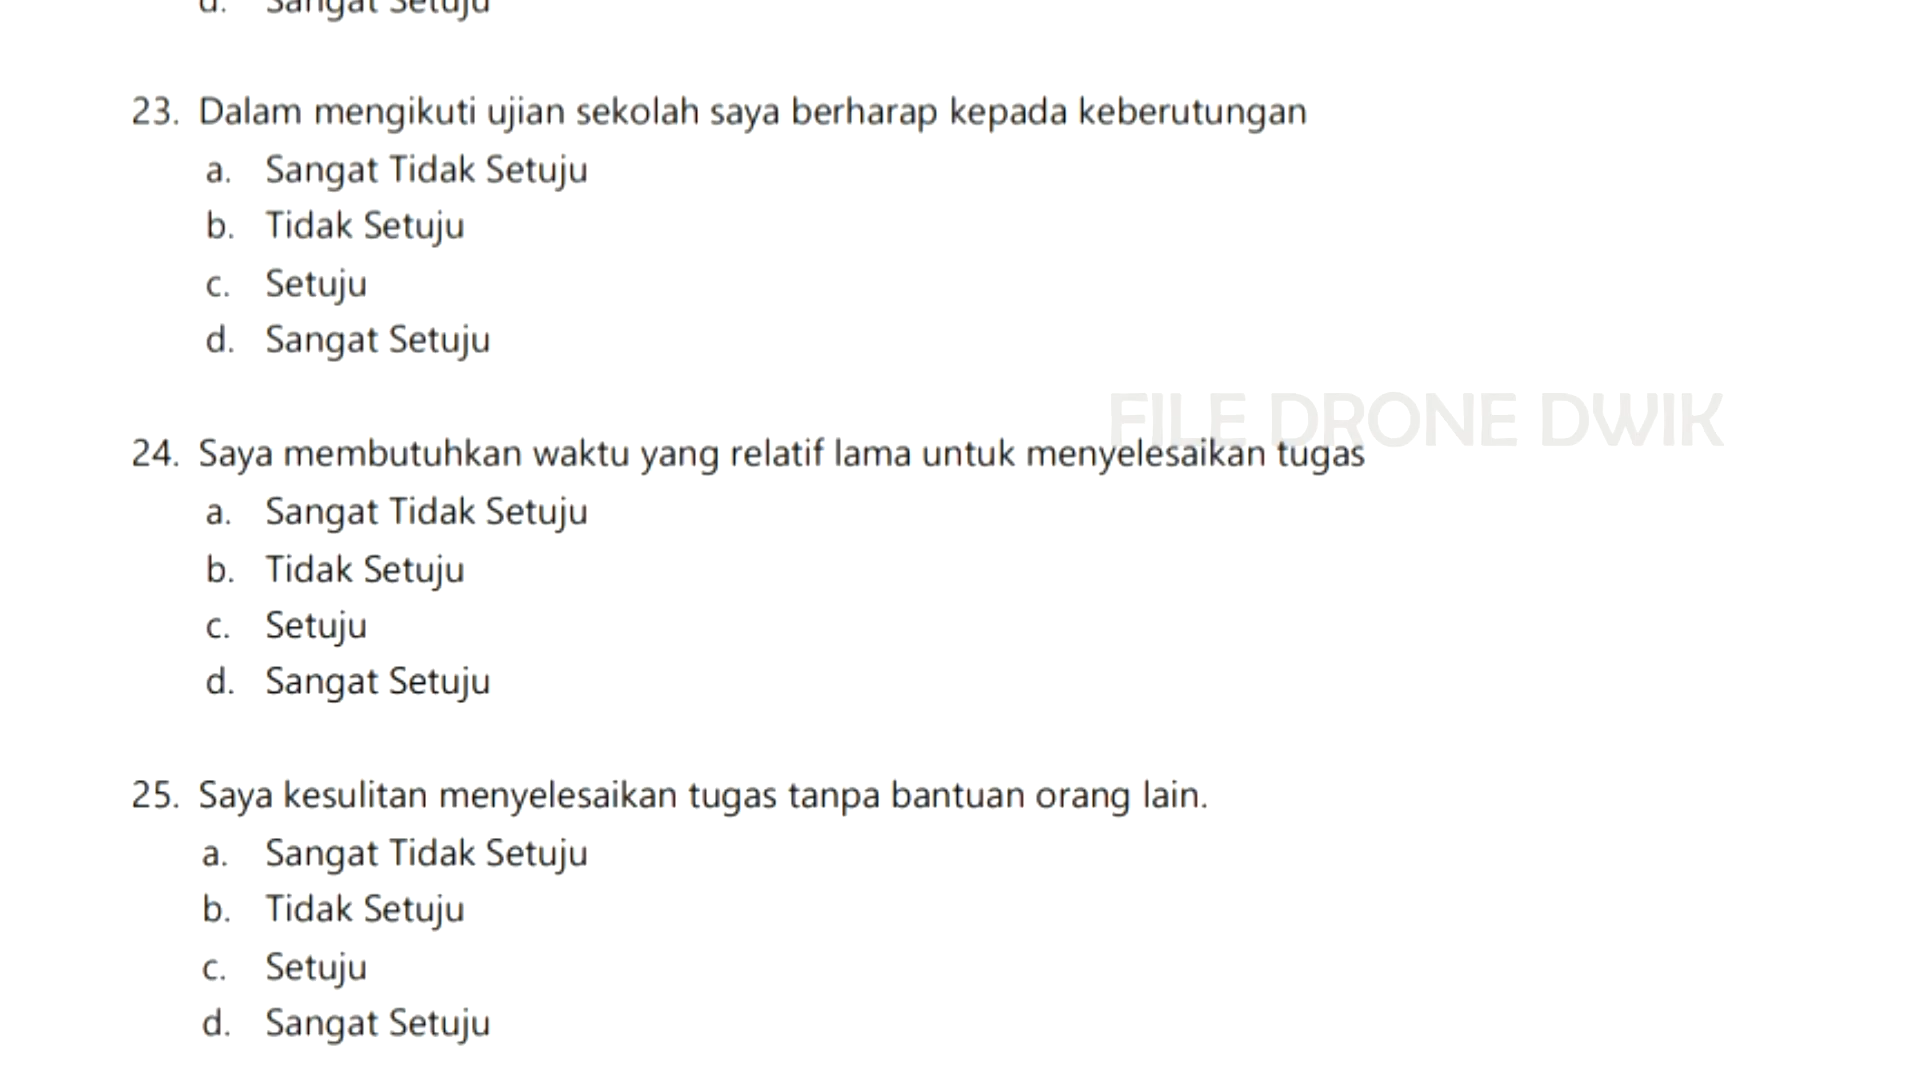 d. Sangat Setuju
23. Dalam mengikuti ujian sekolah saya berharap kepada keberutungan
a. Sangat Tidak Setuju
b. Tidak Setuju
c. Setuju
d. Sangat Setuju
FILE DRONE DWIK
24. Saya membutuhkan waktu yang relatif lama untuk menyelesaikan tugas
a. Sangat Tidak Setuju
b. Tidak Setuju
c. Setuju
d. Sangat Setuju
25. Saya kesulitan menyelesaikan tugas tanpa bantuan orang lain.
a. Sangat Tidak Setuju
b. Tidak Setuju
c. Setuju
d. Sangat Setuju